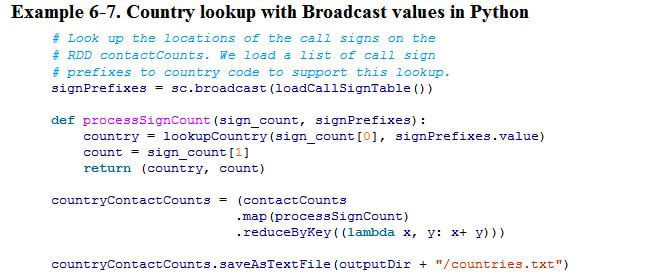 Example 6-7. Country lookup with Broadcast values in Python
# Look up the locations of the call signs on the
# RDD contactCounts. We load a list of call sign
# prefixes to country code to support this lookup.
signPrefixes = sc.broadcast(loadCallSignTable())
def processSignCount(sign_count, signPrefixes):
country = lookupCountry(sign_count[0], signPrefixes.value)
count = sign_count[1]
return (country, count)
countryContactCounts = (contactCounts
.map(processSignCount)
.reduceByKey((lambda x, y: x+ y)))
countryContactCounts.saveAsTextFile(outputDir + "/countries.txt")